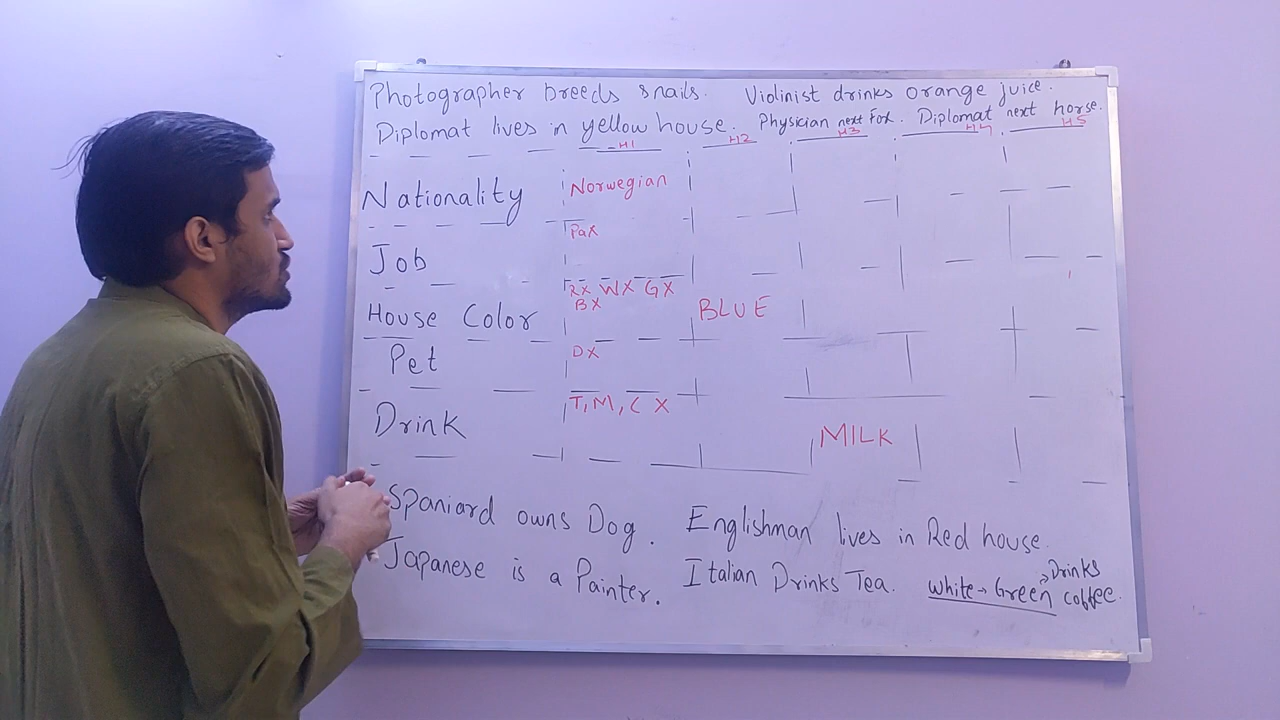 Photographer breeds snails. Violinist drinks orange juice.
Diplomat lives in yellow house. Physician next Fox. Diplomat next horse.
H1 H2 H3 H4 H5
Nationality Norwegian
PaX
Job
RX WX GX
BX
House Color BLUE
Pet DX
T, M, C X
Drink MILK
Spaniard owns Dog. Englishman lives in Red house.
Japanese is a Painter. Italian Drinks Tea. White → Green → Drinks coffee.